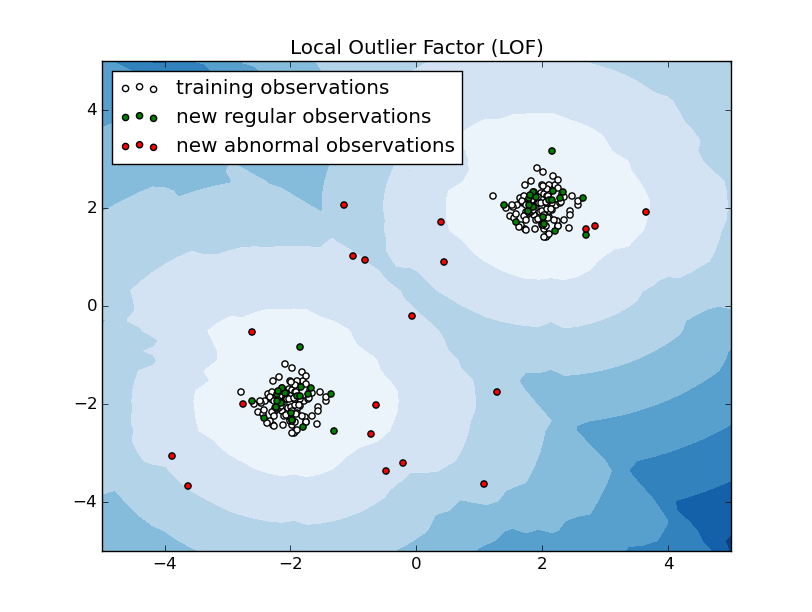 Local Outlier Factor (LOF)
training observations
new regular observations
new abnormal observations
4
2
0
−2
−4
−4 −2 0 2 4